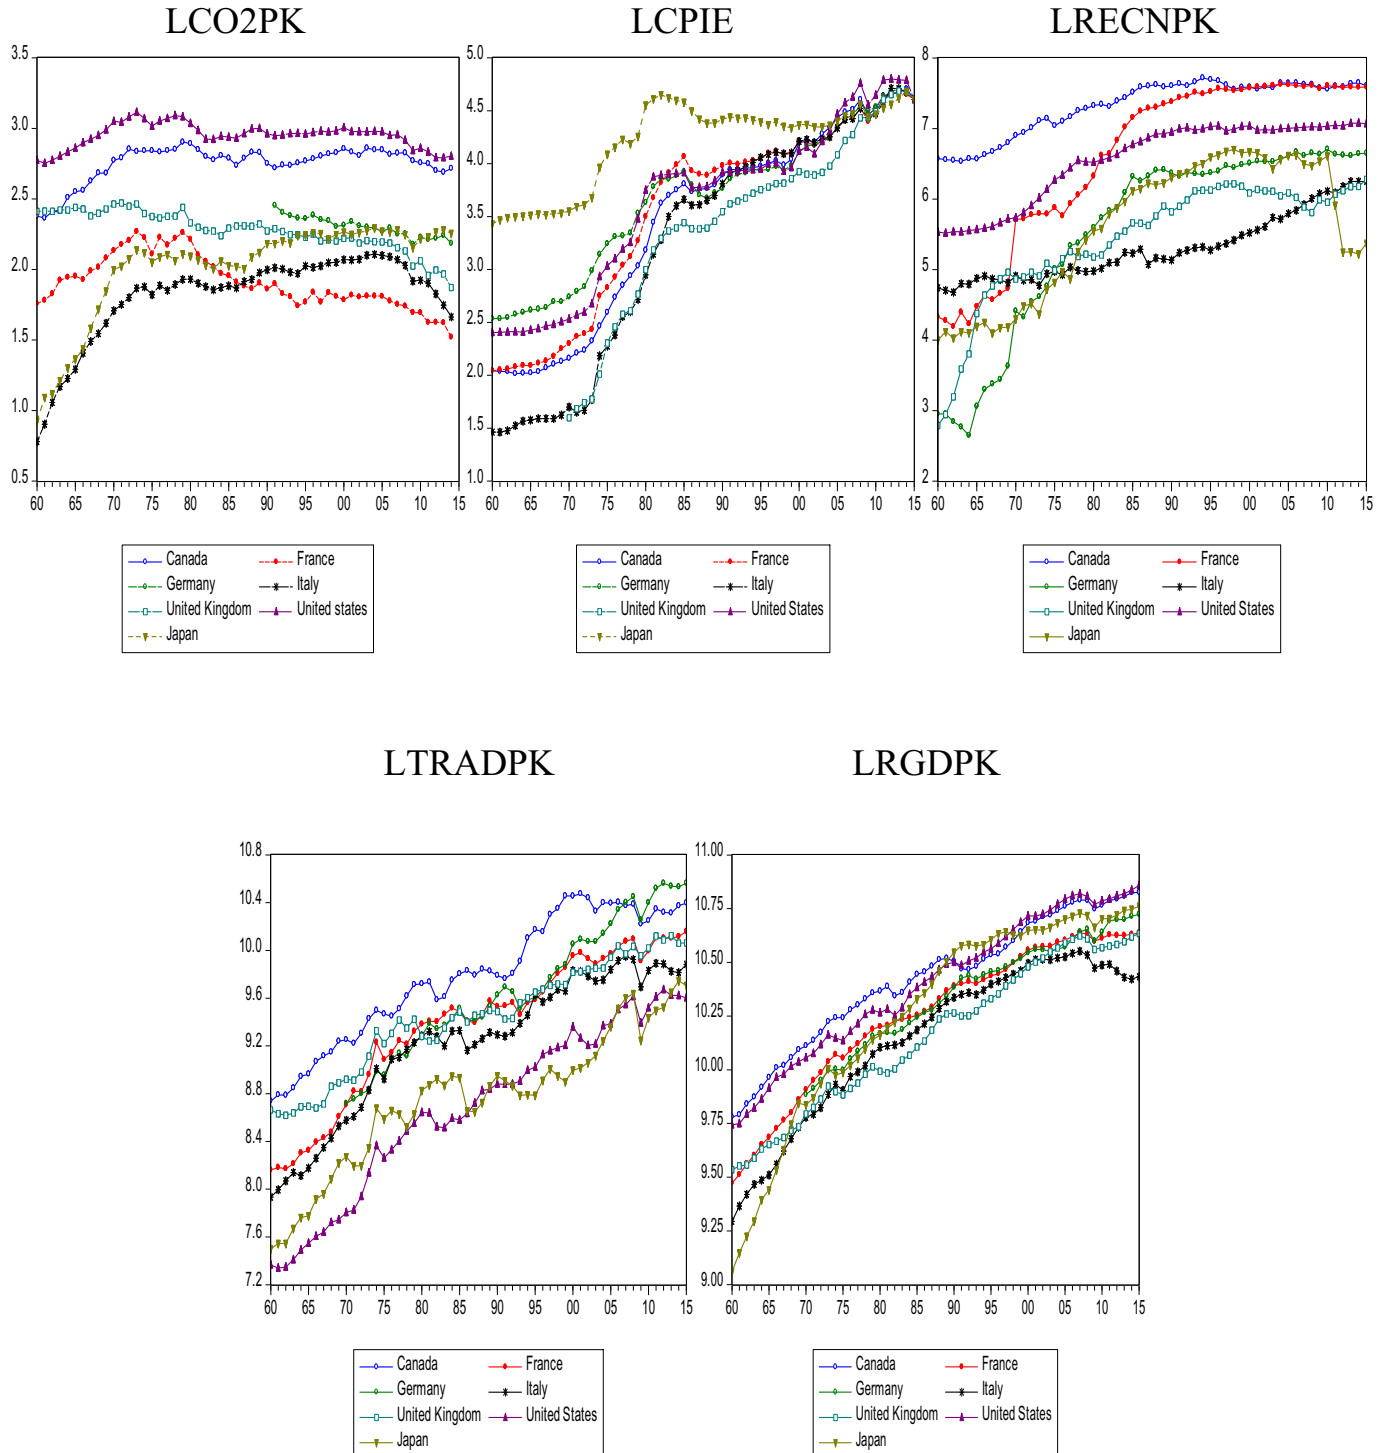 LCO2PK LCPIE LRECNPK
3.5
3.0
2.5
2.0
1.5
1.0
0.5
60 65 70 75 80 85 90 95 00 05 10 15
Canada France
Germany Italy
United Kingdom United states
Japan
5.0
4.5
4.0
3.5
3.0
2.5
2.0
1.5
1.0
60 65 70 75 80 85 90 95 00 05 10 15
Canada France
Germany Italy
United Kingdom United States
Japan
8
7
6
5
4
3
2
60 65 70 75 80 85 90 95 00 05 10 15
Canada France
Germany Italy
United Kingdom United States
Japan
LTRADPK LRGDPK
10.8
10.4
10.0
9.6
9.2
8.8
8.4
8.0
7.6
7.2
60 65 70 75 80 85 90 95 00 05 10 15
Canada France
Germany Italy
United Kingdom United States
Japan
11.00
10.75
10.50
10.25
10.00
9.75
9.50
9.25
9.00
60 65 70 75 80 85 90 95 00 05 10 15
Canada France
Germany Italy
United Kingdom United States
Japan